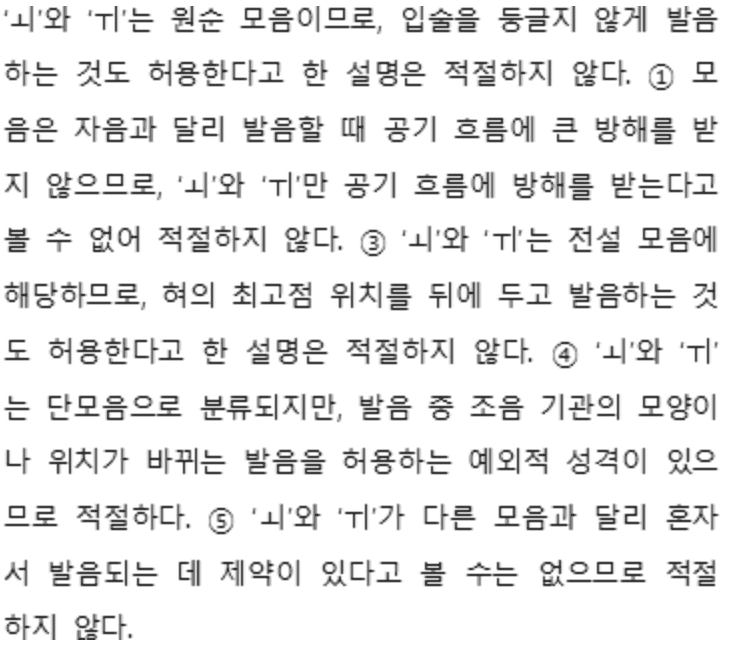 ‘ㅚ’와 ‘ㅟ’는 원순 모음이므로, 입술을 둥글지 않게 발음
하는 것도 허용한다고 한 설명은 적절하지 않다. ① 모
음은 자음과 달리 발음할 때 공기 흐름에 큰 방해를 받
지 않으므로, ‘ㅚ’와 ‘ㅟ’만 공기 흐름에 방해를 받는다고
볼 수 없어 적절하지 않다. ③ ‘ㅚ’와 ‘ㅟ’는 전설 모음에
해당하므로, 혀의 최고점 위치를 뒤에 두고 발음하는 것
도 허용한다고 한 설명은 적절하지 않다. ④ ‘ㅚ’와 ‘ㅟ’
는 단모음으로 분류되지만, 발음 중 조음 기관의 모양이
나 위치가 바뀌는 발음을 허용하는 예외적 성격이 있으
므로 적절하다. ⑤ ‘ㅚ’와 ‘ㅟ’가 다른 모음과 달리 혼자
서 발음되는 데 제약이 있다고 볼 수는 없으므로 적절
하지 않다.